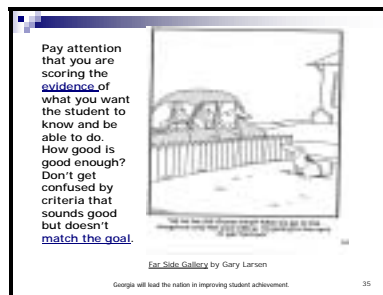 Pay attention
that you are
scoring the
evidence of
what you want
the student to
know and be
able to do.
How good is
good enough?
Don't get
confused by
criteria that
sounds good
but doesn't
match the goal.
Far Side Gallery by Gary Larsen
Georgia will lead the nation in improving student achievement.
35